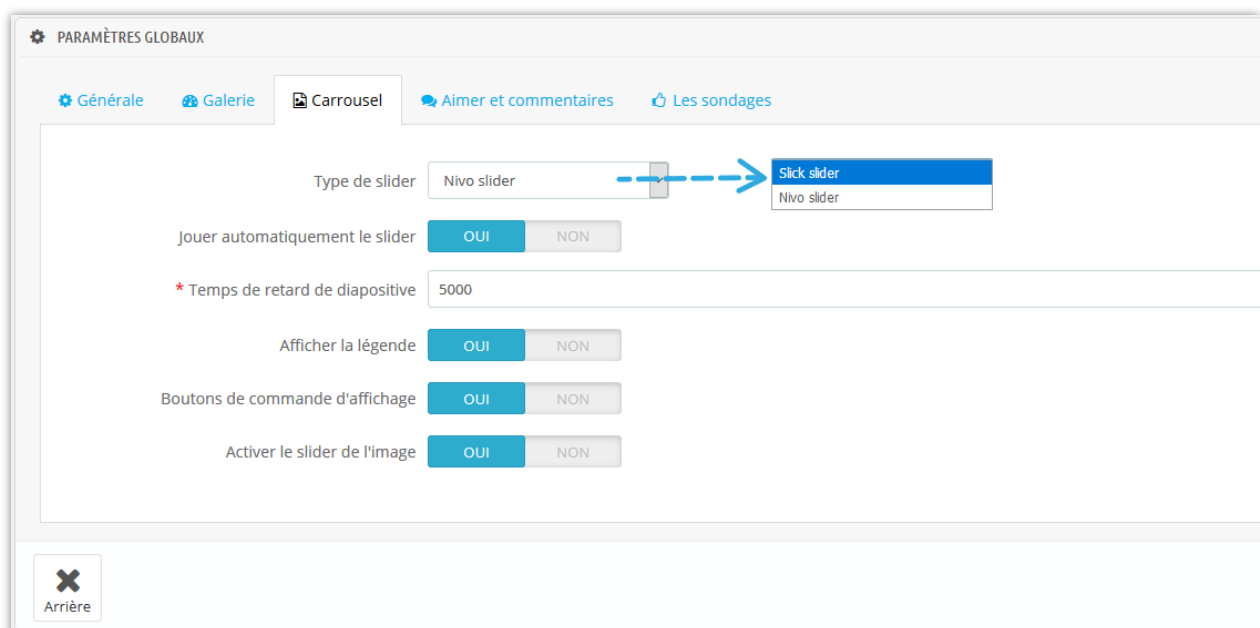 PARAMÈTRES GLOBAUX
Générale Galerie Carrousel Aimer et commentaires Les sondages
Type de slider Nivo slider Slick slider
Nivo slider
Jouer automatiquement le slider OUI NON
* Temps de retard de diapositive 5000
Afficher la légende OUI NON
Boutons de commande d'affichage OUI NON
Activer le slider de l'image OUI NON
Arrière